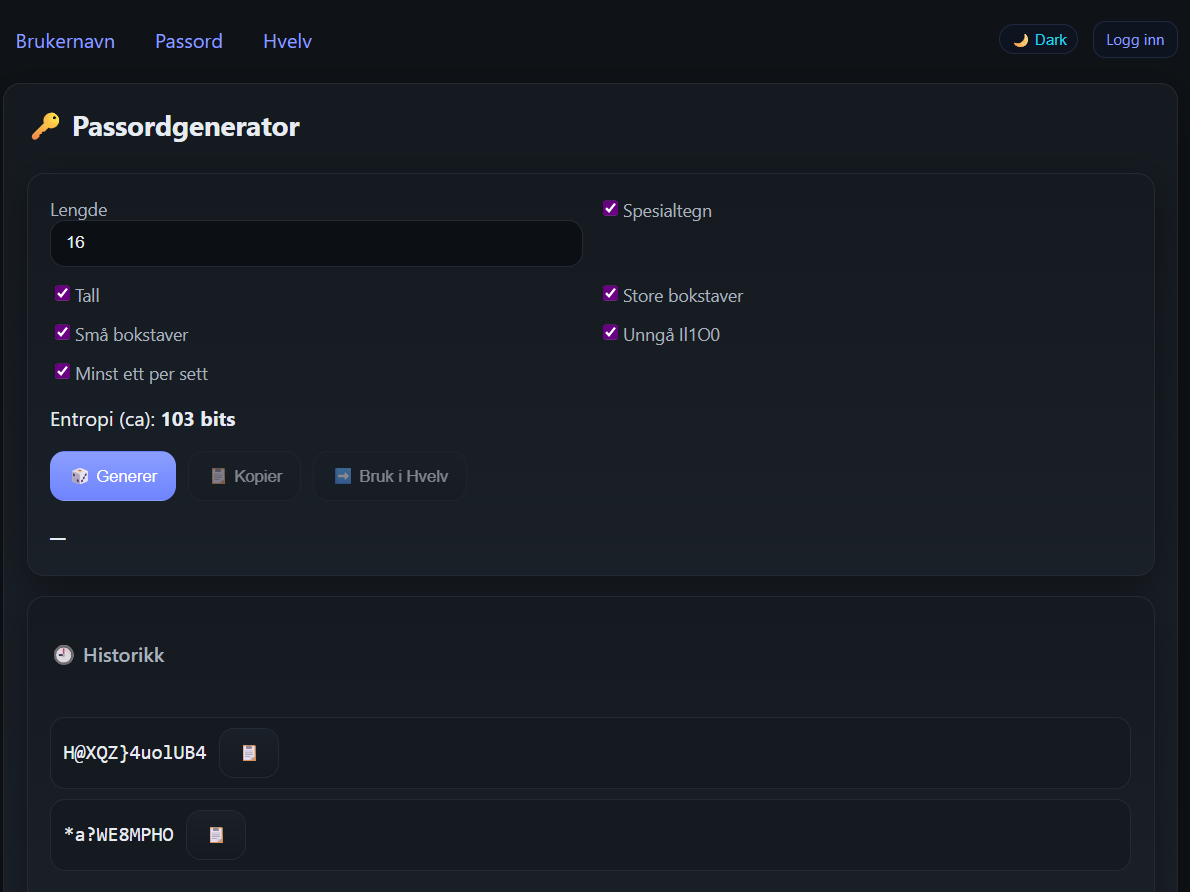 Brukernavn Passord Hvelv Dark Logg inn
Passordgenerator
Lengde
16
Spesialtegn
Tall
Store bokstaver
Små bokstaver
Unngå Il1O0
Minst ett per sett
Entropi (ca): 103 bits
Generer Kopier Bruk i Hvelv
—
Historikk
H@XQZ}4uolUB4
*a?WE8MPHO